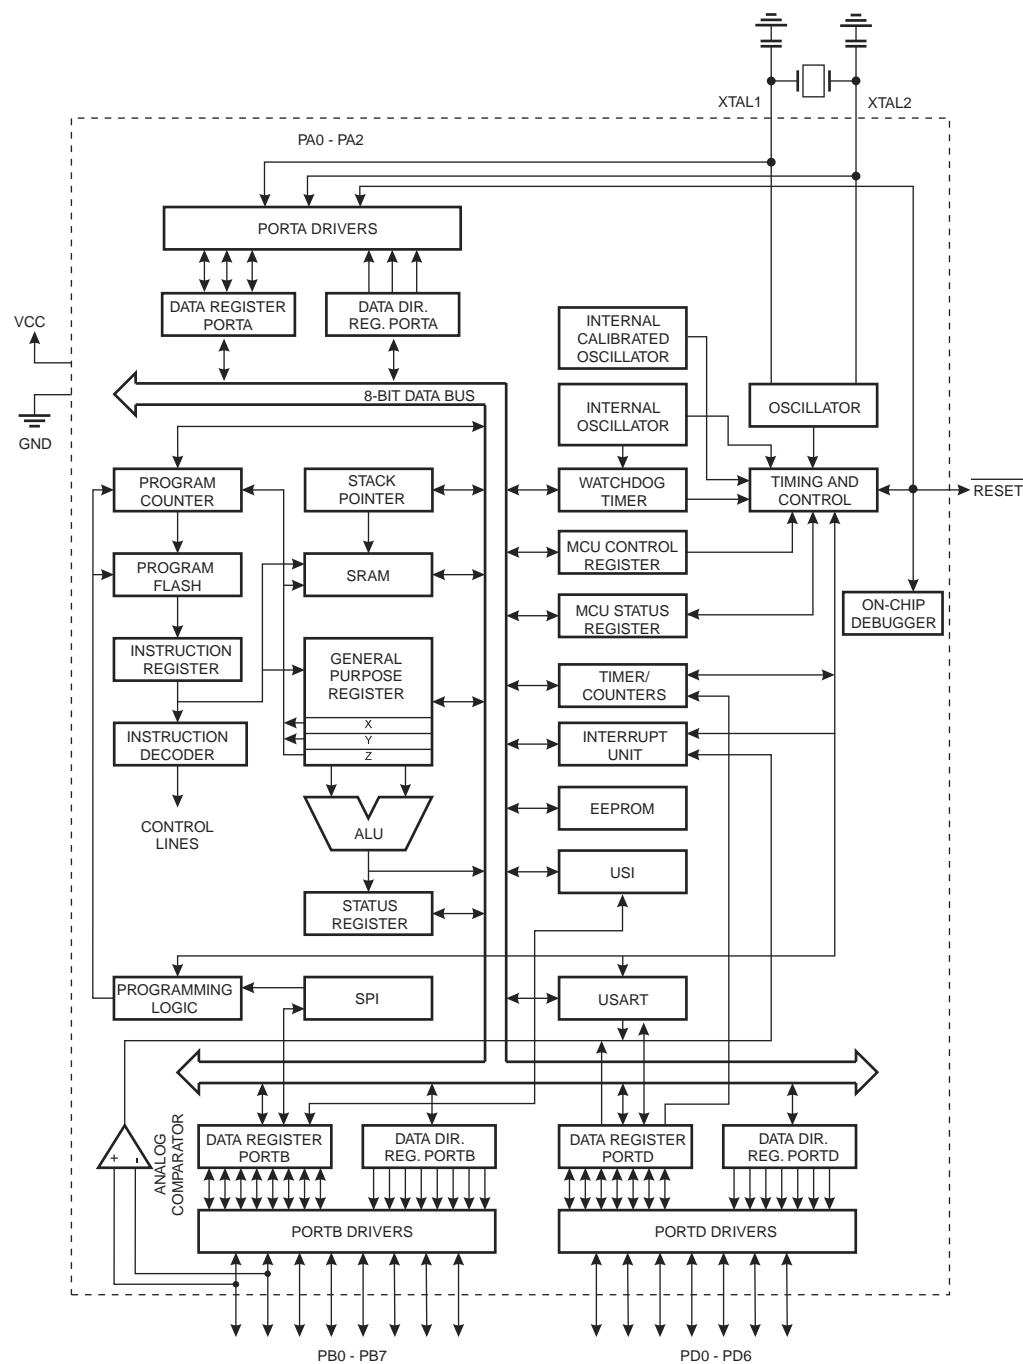 XTAL1
XTAL2
PA0 - PA2
PORTA DRIVERS
DATA REGISTER
PORTA
DATA DIR.
REG. PORTA
VCC
GND
8-BIT DATA BUS
INTERNAL
CALIBRATED
OSCILLATOR
INTERNAL
OSCILLATOR
OSCILLATOR
PROGRAM
COUNTER
STACK
POINTER
WATCHDOG
TIMER
TIMING AND
CONTROL
RESET
PROGRAM
FLASH
SRAM
MCU CONTROL
REGISTER
MCU STATUS
REGISTER
ON-CHIP
DEBUGGER
INSTRUCTION
REGISTER
GENERAL
PURPOSE
REGISTER
X
Y
Z
TIMER/
COUNTERS
INSTRUCTION
DECODER
INTERRUPT
UNIT
CONTROL
LINES
ALU
EEPROM
USI
STATUS
REGISTER
PROGRAMMING
LOGIC
SPI
USART
+
-
ANALOG
COMPARATOR
DATA REGISTER
PORTB
DATA DIR.
REG. PORTB
DATA REGISTER
PORTD
DATA DIR.
REG. PORTD
PORTB DRIVERS
PORTD DRIVERS
PB0 - PB7
PD0 - PD6